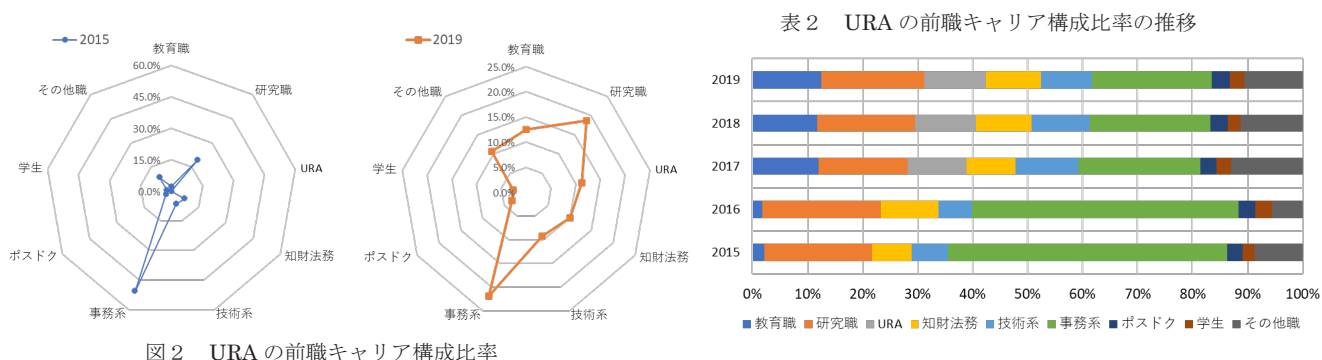 2015
教育職
60.0%
45.0%
30.0%
15.0%
0.0%
研究職
URA
知財法務
技術系
事務系
ポスドク
学生
その他職
2019
教育職
25.0%
20.0%
15.0%
10.0%
5.0%
0.0%
研究職
URA
知財法務
技術系
事務系
ポスドク
学生
その他職
図2 URA の前職キャリア構成比率
表2 URA の前職キャリア構成比率の推移
2019
2018
2017
2016
2015
0% 10% 20% 30% 40% 50% 60% 70% 80% 90% 100%
教育職 研究職 URA 知財法務 技術系 事務系 ポスドク 学生 その他職